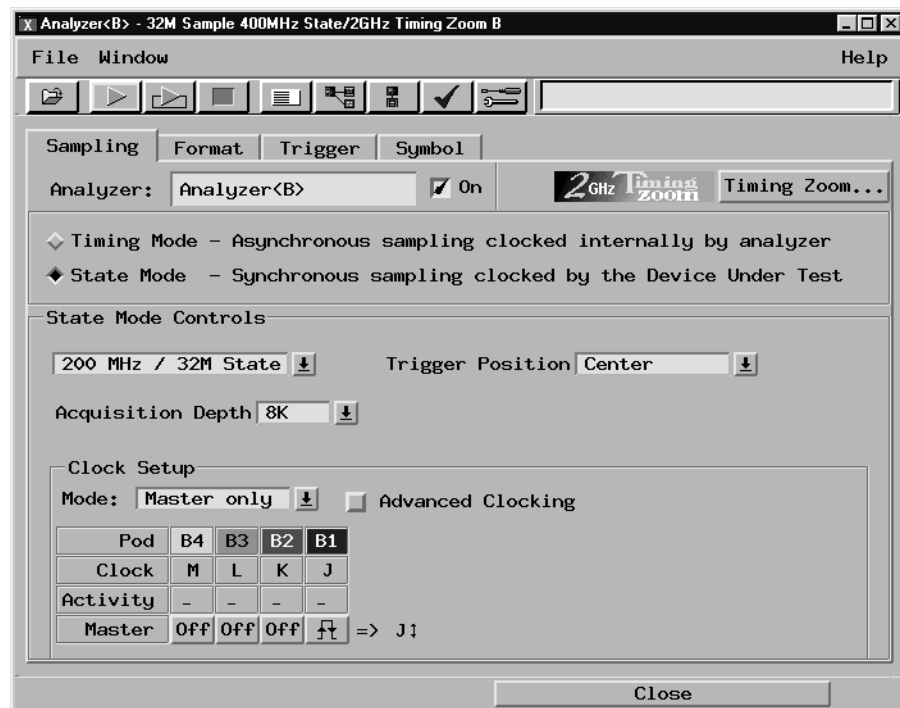 X Analyzer<B> - 32M Sample 400MHz State/2GHz Timing Zoom B
File Window Help
Sampling Format Trigger Symbol
Analyzer: Analyzer<B> On 2 GHz Timing zoom Timing Zoom...
Timing Mode - Asynchronous sampling clocked internally by analyzer
State Mode - Synchronous sampling clocked by the Device Under Test
State Mode Controls
200 MHz / 32M State Trigger Position Center
Acquisition Depth 8K
Clock Setup
Mode: Master only Advanced Clocking
Pod B4 B3 B2 B1
Clock M L K J
Activity - - - -
Master Off Off Off => J↕
Close